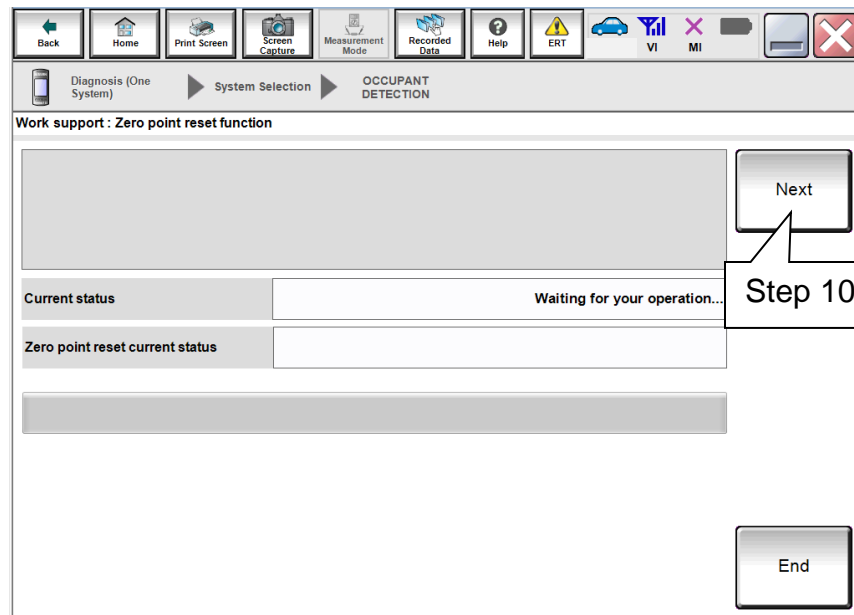 Back
Home
Print Screen
Screen
Capture
Measurement
Mode
Recorded
Data
Help
ERT
VI
MI
Diagnosis (One
System)
System Selection
OCCUPANT
DETECTION
Work support : Zero point reset function
Next
Step 10
Current status
Waiting for your operation...
Zero point reset current status
End